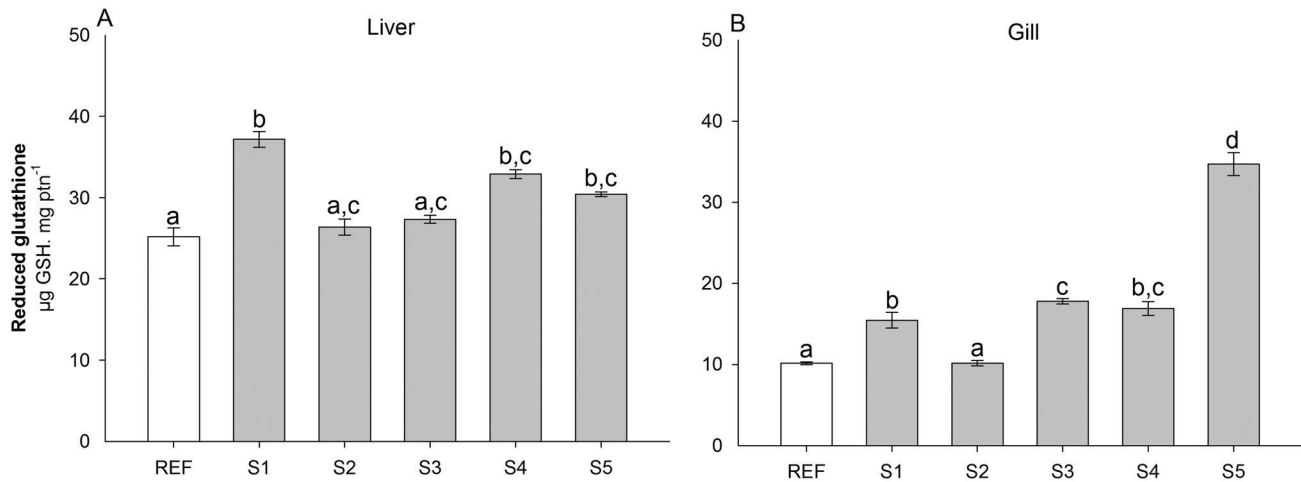 A
Liver
Reduced glutathione
µg GSH. mg ptn⁻¹
50
40
30
20
10
0
a
b
a,c
a,c
b,c
b,c
REF S1 S2 S3 S4 S5
B
Gill
50
40
30
20
10
0
a
b
a
c
b,c
d
REF S1 S2 S3 S4 S5